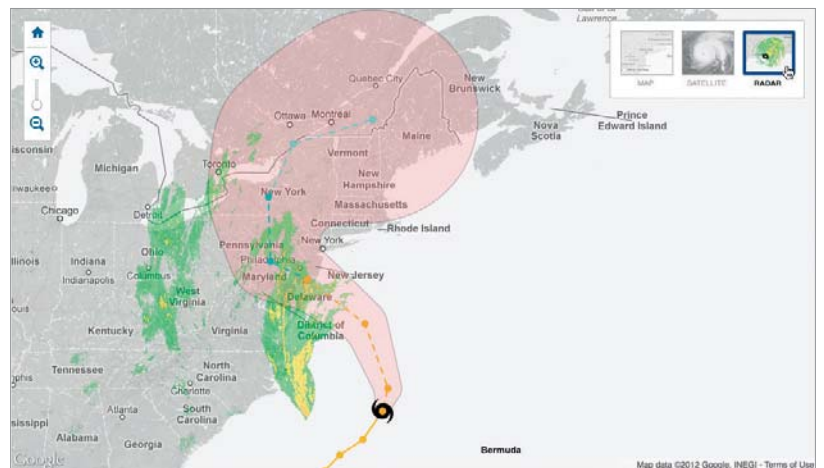 Lawrence
MAP
SATELLITE
RADAR
Quebec City
New
Brunswick
Ottawa
Montreal
Prince
Edward Island
Nova
Scotia
Maine
isconsin
Michigan
Toronto
Vermont
New
Hampshire
Milwaukee
New York
Massachusetts
Chicago
Detroit
Connecticut
Rhode Island
Pennsylvania
New York
Ohio
Philadelphia
llinois
Indiana
Columbus
Maryland
New Jersey
Indianapolis
West
Virginia
Delaware
ouis
District of
Columbia
Kentucky
Virginia
North
Carolina
Tennessee
Charlotte
phis
Atlanta
South
Carolina
ssissippi
Alabama
Georgia
Bermuda
Google
Map data ©2012 Google, INEGI - Terms of Use